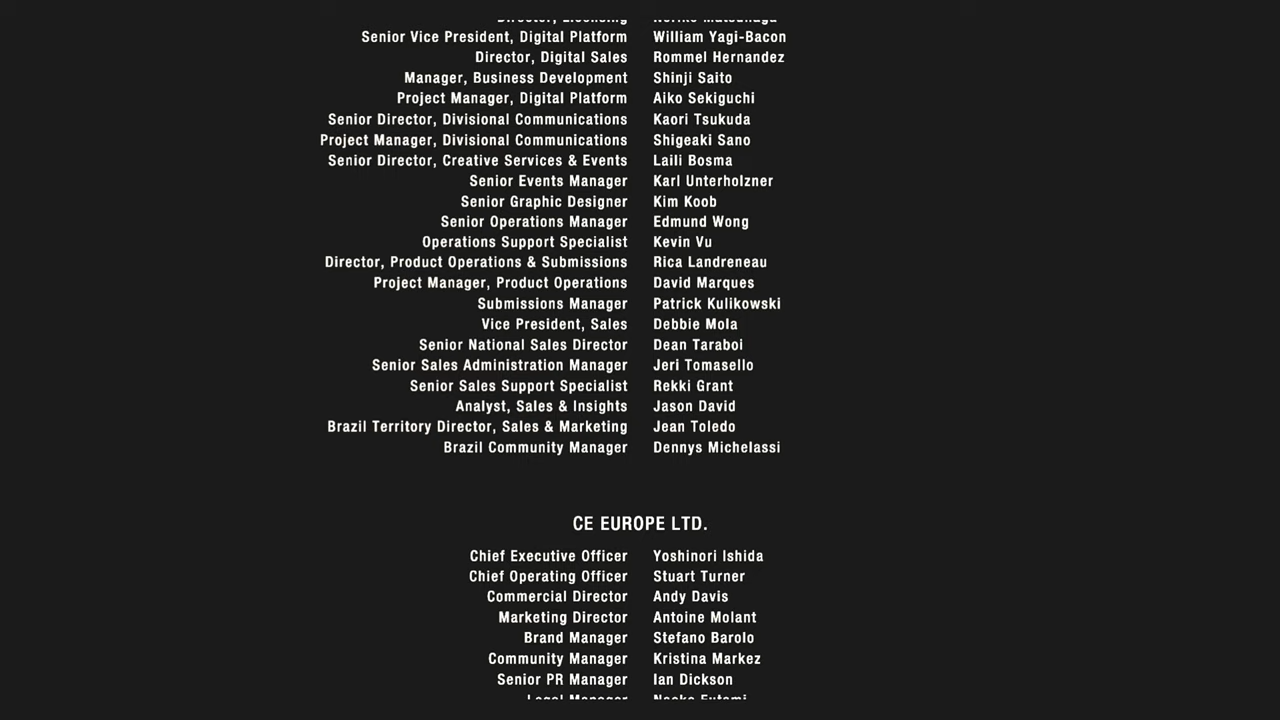 Director, Licensing Noriko Matsunaga
Senior Vice President, Digital Platform William Yagi-Bacon
Director, Digital Sales Rommel Hernandez
Manager, Business Development Shinji Saito
Project Manager, Digital Platform Aiko Sekiguchi
Senior Director, Divisional Communications Kaori Tsukuda
Project Manager, Divisional Communications Shigeaki Sano
Senior Director, Creative Services & Events Laili Bosma
Senior Events Manager Karl Unterholzner
Senior Graphic Designer Kim Koob
Senior Operations Manager Edmund Wong
Operations Support Specialist Kevin Vu
Director, Product Operations & Submissions Rica Landreneau
Project Manager, Product Operations David Marques
Submissions Manager Patrick Kulikowski
Vice President, Sales Debbie Mola
Senior National Sales Director Dean Taraboi
Senior Sales Administration Manager Jeri Tomasello
Senior Sales Support Specialist Rekki Grant
Analyst, Sales & Insights Jason David
Brazil Territory Director, Sales & Marketing Jean Toledo
Brazil Community Manager Dennys Michelassi
CE EUROPE LTD.
Chief Executive Officer Yoshinori Ishida
Chief Operating Officer Stuart Turner
Commercial Director Andy Davis
Marketing Director Antoine Molant
Brand Manager Stefano Barolo
Community Manager Kristina Markez
Senior PR Manager Ian Dickson
Legal Manager